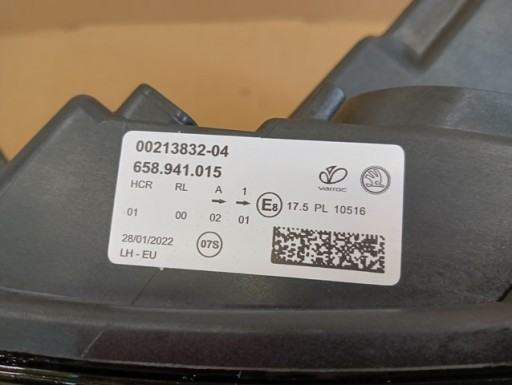 00213832-04
658.941.015
HCR RL A 1
E8 17.5 PL 10516
01 00 02 01
28/01/2022 07S
LH - EU
varroc